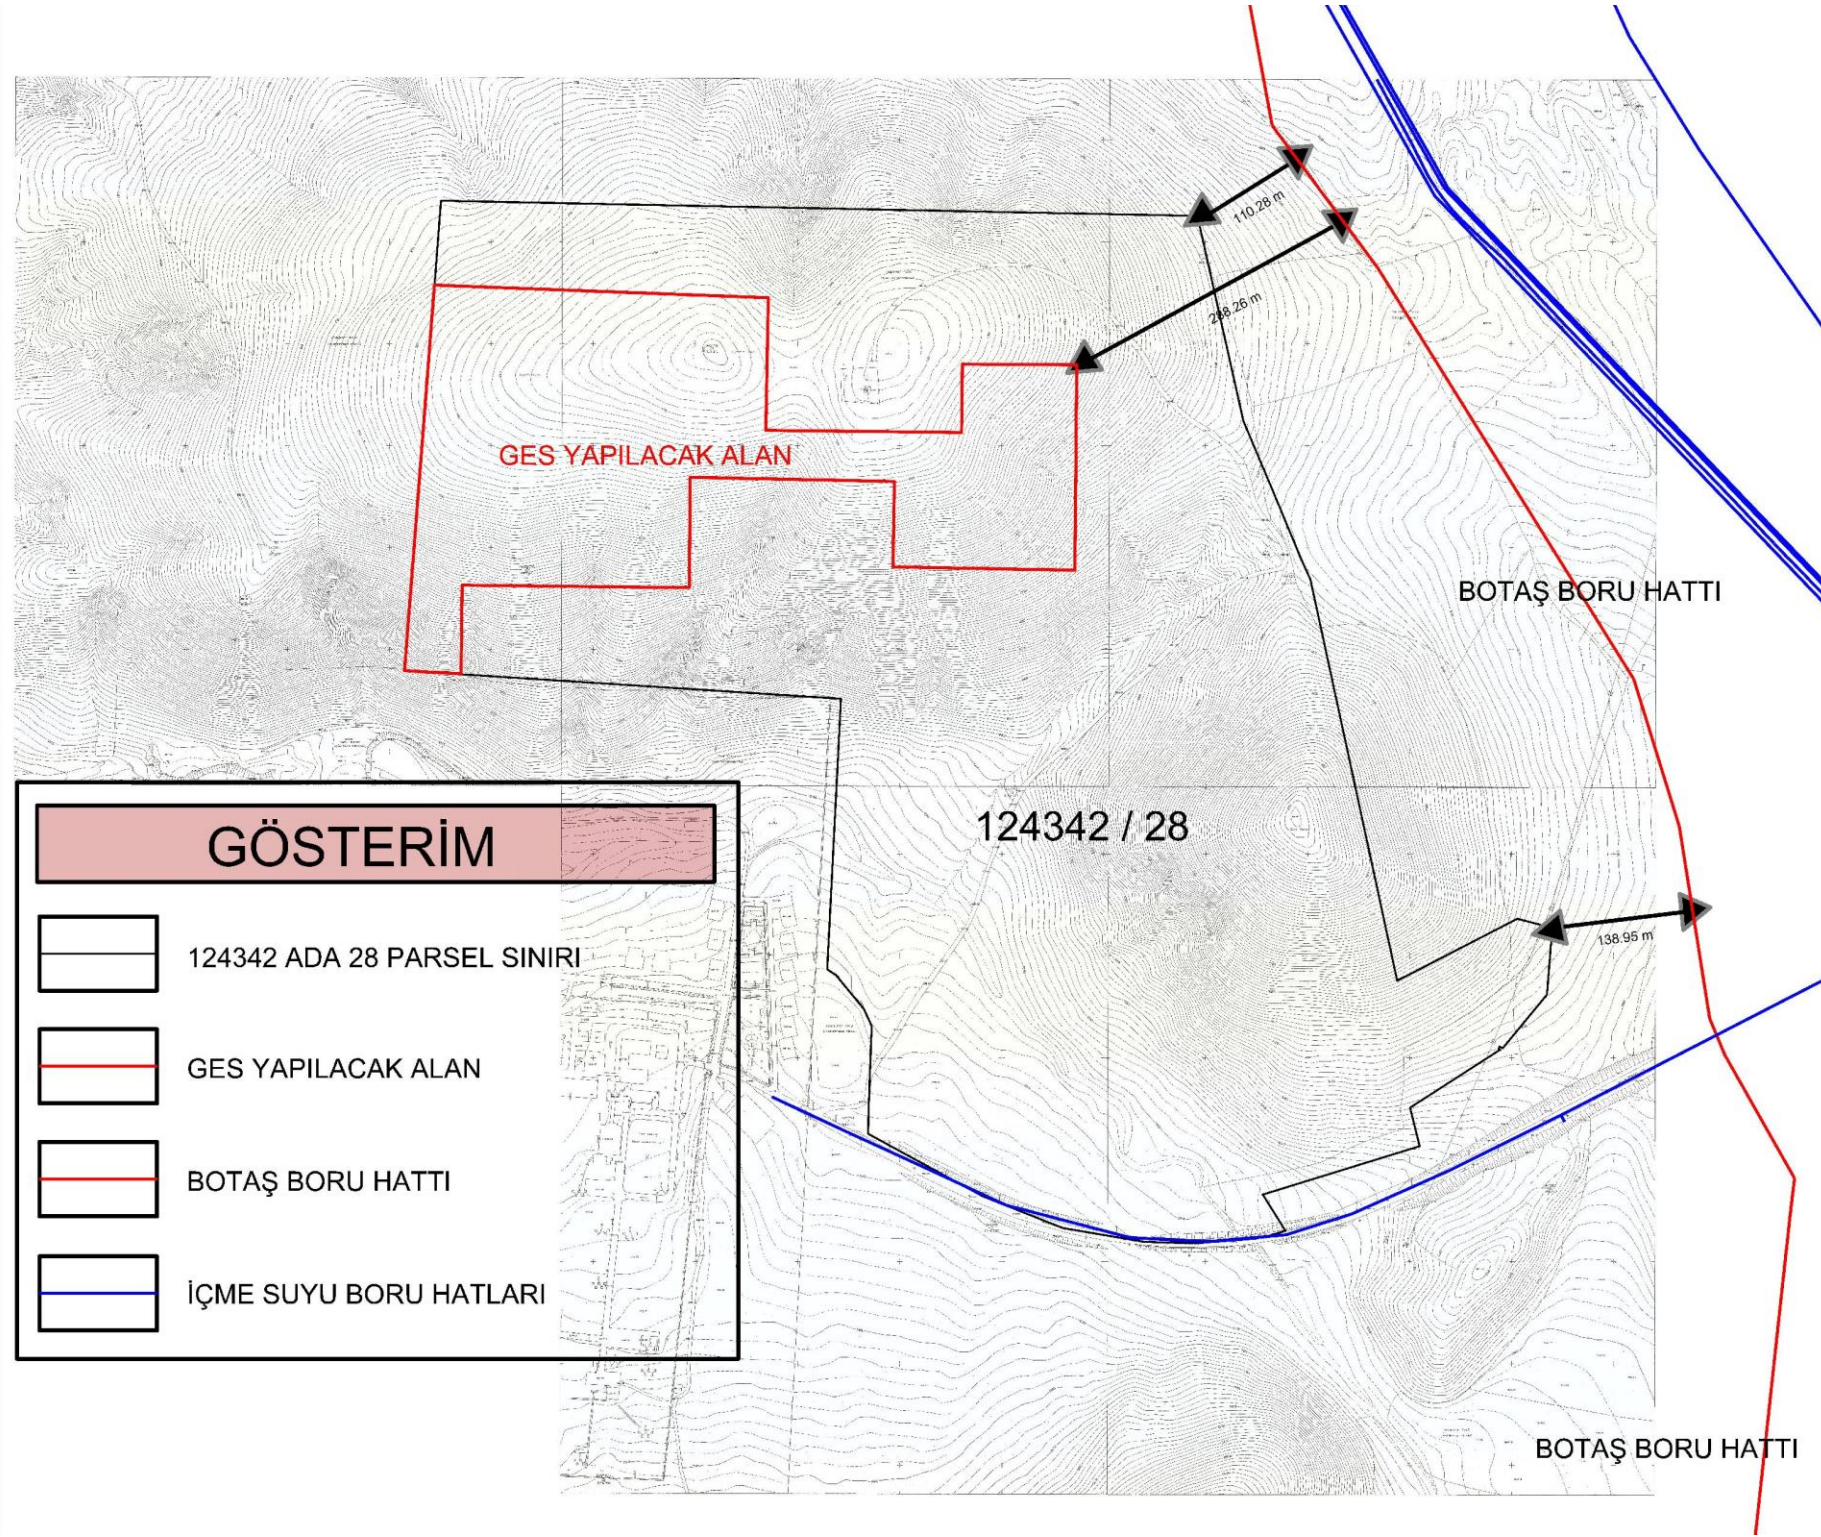 110.28 m
288.26 m
GES YAPILACAK ALAN
BOTAŞ BORU HATTI
124342 / 28
138.95 m
GÖSTERİM
124342 ADA 28 PARSEL SINIRI
GES YAPILACAK ALAN
BOTAŞ BORU HATTI
İÇME SUYU BORU HATLARI
BOTAŞ BORU HATTI